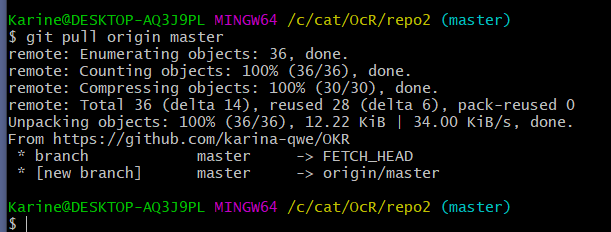 Karine@DESKTOP-AQ3J9PL MINGW64 /c/cat/OcR/repo2 (master)
$ git pull origin master
remote: Enumerating objects: 36, done.
remote: Counting objects: 100% (36/36), done.
remote: Compressing objects: 100% (30/30), done.
remote: Total 36 (delta 14), reused 28 (delta 6), pack-reused 0
Unpacking objects: 100% (36/36), 12.22 KiB | 34.00 KiB/s, done.
From https://github.com/karina-qwe/OKR
 * branch            master     -> FETCH_HEAD
 * [new branch]      master     -> origin/master
Karine@DESKTOP-AQ3J9PL MINGW64 /c/cat/OcR/repo2 (master)
$